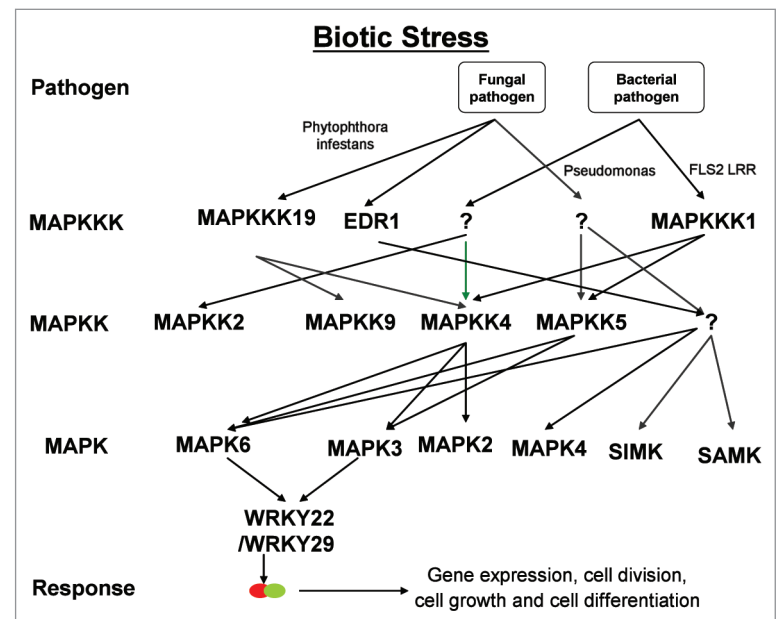 Biotic Stress
Pathogen
Fungal
pathogen
Bacterial
pathogen
Phytophthora
infestans
Pseudomonas
FLS2 LRR
MAPKKK
MAPKKK19
EDR1
?
?
MAPKKK1
MAPKK
MAPKK2
MAPKK9
MAPKK4
MAPKK5
?
MAPK
MAPK6
MAPK3
MAPK2
MAPK4
SIMK
SAMK
WRKY22
/WRKY29
Response
Gene expression, cell division,
cell growth and cell differentiation